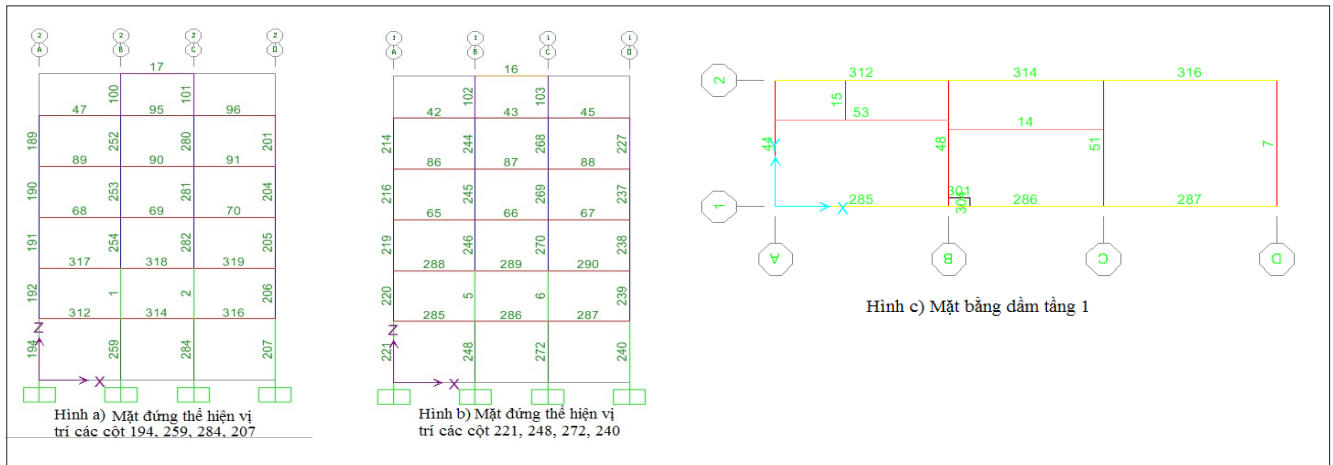 2 2 2 2
A B C D
17
100 101
47 95 96
189 252 280 201
89 90 91
190 253 281 204
68 69 70
191 254 282 205
317 318 319
192 1 2 206
312 314 316
Z
194 259 284 207
X
Hình a) Mặt đứng thể hiện vị
trí các cột 194, 259, 284, 207
1 1 1 1
A B C D
16
102 103
42 43 45
214 244 268 227
86 87 88
216 245 269 237
65 66 67
219 246 270 238
288 289 290
220 5 6 239
285 286 287
Z
221 248 272 240
X
Hình b) Mặt đứng thể hiện vị
trí các cột 221, 248, 272, 240
2
312 314 316
15
53
14
44 48 51 7
301
1
285 286 287
X
A B C D
Hình c) Mặt bằng dầm tầng 1